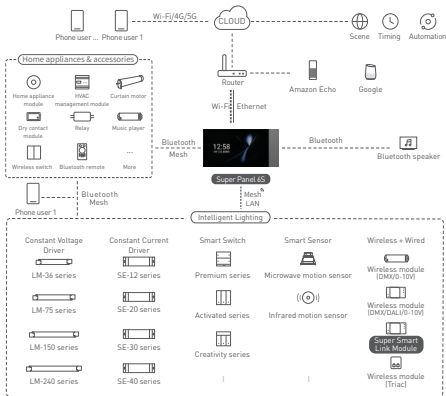 Wi-Fi/4G/5G
CLOUD
Phone user ... Phone user 1
Scene Timing Automation
Home appliances & accessories
Home appliance module
HVAC management module
Curtain motor
Dry contact module
Relay
Music player
Wireless switch
Bluetooth remote
...
More
Router
Amazon Echo
Google
Wi-Fi Ethernet
Bluetooth
Mesh
12:58
Bluetooth
Bluetooth speaker
Super Panel 6S
Phone user 1
Bluetooth
Mesh
Mesh
LAN
Intelligent Lighting
Constant Voltage
Driver
LM-36 series
LM-75 series
LM-150 series
LM-240 series
Constant Current
Driver
SE-12 series
SE-20 series
SE-30 series
SE-40 series
Smart Switch
Premium series
Activated series
Creativity series
Smart Sensor
Microwave motion sensor
Infrared motion sensor
Wireless + Wired
Wireless module
(DMX/0-10V)
Wireless module
(DMX/DALI/0-10V)
Super Smart
Link Module
Wireless module
(Triac)